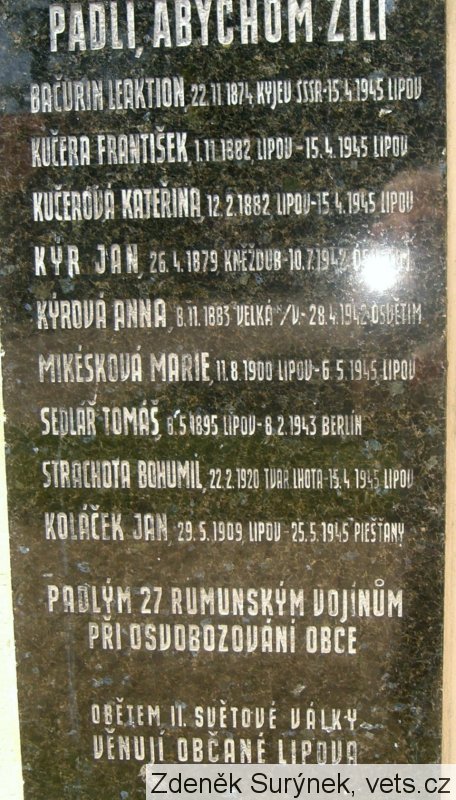 PADLI, ABYCHOM ŽILI
BAČURIN LEAKTION, 22.11 1874 KYJEV SSSR-15.4 1945 LIPOV
KUČERA FRANTIŠEK 1.11 1882 LIPOV - 15.4.1945 LIPOV
KUČEROVÁ KATEŘINA, 12.2.1882 LIPOV-15.4.1945 LIPOV
KÝR JAN, 26.4.1879 KNĚŽDUB-10.7.1942 OSVĚTIM
KÝROVÁ ANNA, 8.11.1883 VELKÁ N/V- 28.4.1942 OSVĚTIM
MIKÉSKOVÁ MARIE, 11.8.1900 LIPOV-6.5.1945 LIPOV
SEDLÁŘ TOMÁŠ, 8.5 1895 LIPOV-8.2.1943 BERLÍN
STRACHOTA BOHUMIL, 22.2.1920 TVAR.LHOTA-15.4.1945 LIPOV
KOLÁČEK JAN 29.5.1909, LIPOV - 25.5.1945 PIEŠŤANY
PADLÝM 27 RUMUNSKÝM VOJÍNŮM
PŘI OSVOBOZOVÁNÍ OBCE
OBĚTEM II. SVĚTOVÉ VÁLKY
VĚNUJÍ OBČANÉ LIPOVA
Zdeněk Surýnek, vets.cz